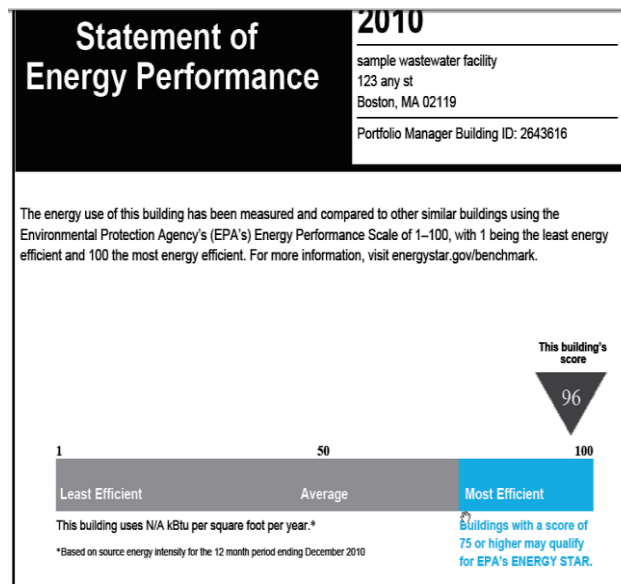 Statement of
Energy Performance
2010
sample wastewater facility
123 any st
Boston, MA 02119
Portfolio Manager Building ID: 2643616
The energy use of this building has been measured and compared to other similar buildings using the
Environmental Protection Agency's (EPA's) Energy Performance Scale of 1–100, with 1 being the least energy
efficient and 100 the most energy efficient. For more information, visit energystar.gov/benchmark.
This building's
score
96
1 50 100
Least Efficient Average Most Efficient
This building uses N/A kBtu per square foot per year.*
*Based on source energy intensity for the 12 month period ending December 2010
Buildings with a score of
75 or higher may qualify
for EPA's ENERGY STAR.